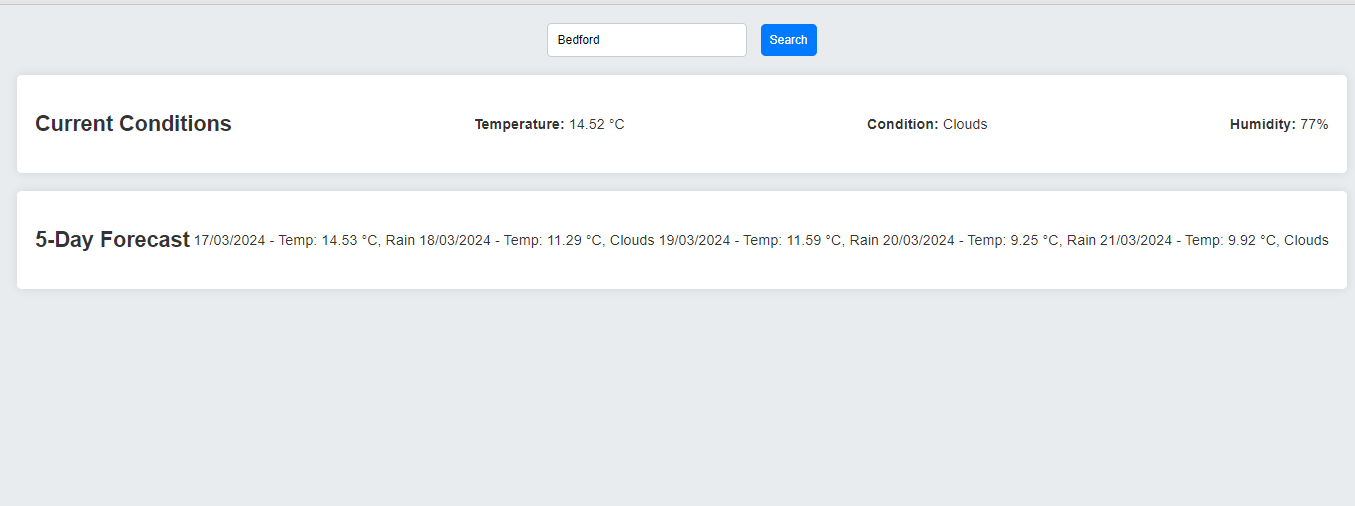 Bedford Search
Current Conditions Temperature: 14.52 °C Condition: Clouds Humidity: 77%
5-Day Forecast 17/03/2024 - Temp: 14.53 °C, Rain 18/03/2024 - Temp: 11.29 °C, Clouds 19/03/2024 - Temp: 11.59 °C, Rain 20/03/2024 - Temp: 9.25 °C, Rain 21/03/2024 - Temp: 9.92 °C, Clouds